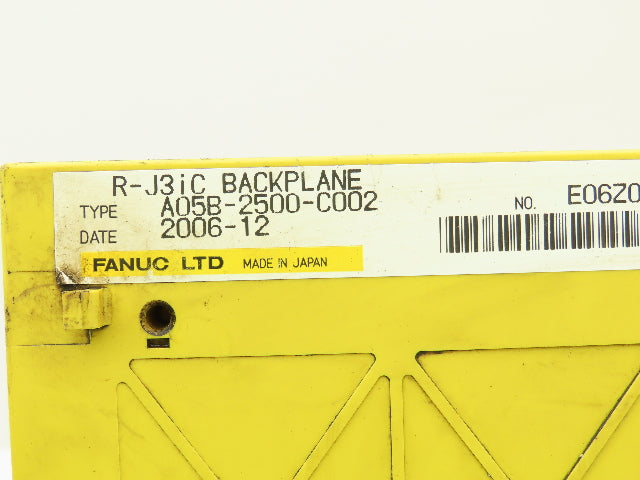 R-J3iC BACKPLANE
TYPE A05B-2500-C002
DATE 2006-12
NO. E06Z0
FANUC LTD MADE IN JAPAN